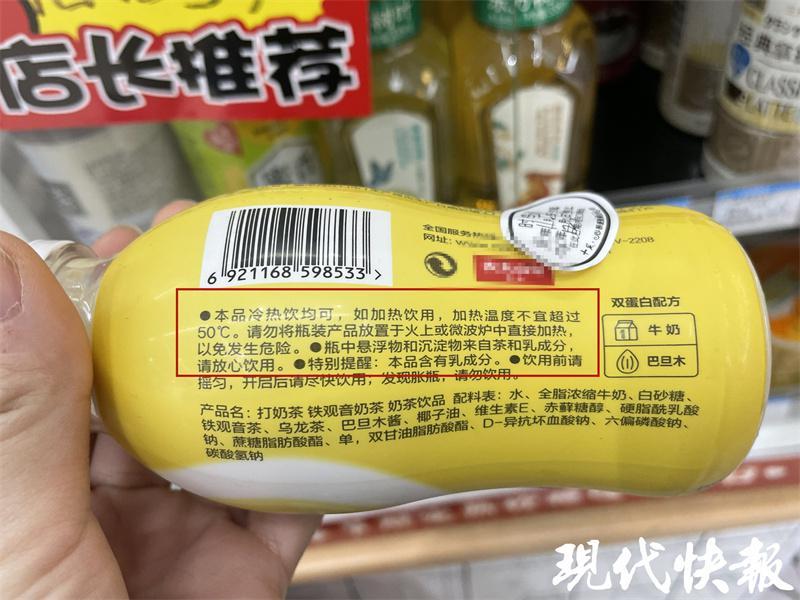 店长推荐
经典拿铁
CLASSIC
LATTE
全国服务热线
网址:
V-220B
6 921168 598533 >
●本品冷热饮均可,如加热饮用,加热温度不宜超过
50℃。请勿将瓶装产品放置于火上或微波炉中直接加热,
以免发生危险。●瓶中悬浮物和沉淀物来自茶和乳成分,
请放心饮用。●特别提醒:本品含有乳成分。●饮用前请
摇匀,开启后请尽快饮用;发现胀瓶,请勿饮用。
双蛋白配方
牛奶
巴旦木
产品名:打奶茶 铁观音奶茶 奶茶饮品 配料表:水、全脂浓缩牛奶、白砂糖、
铁观音茶、乌龙茶、巴旦木酱、椰子油、维生素E、赤藓糖醇、硬脂酰乳酸
钠、蔗糖脂肪酸酯、单,双甘油脂肪酸酯、D-异抗坏血酸钠、六偏磷酸钠、
碳酸氢钠
现代快報